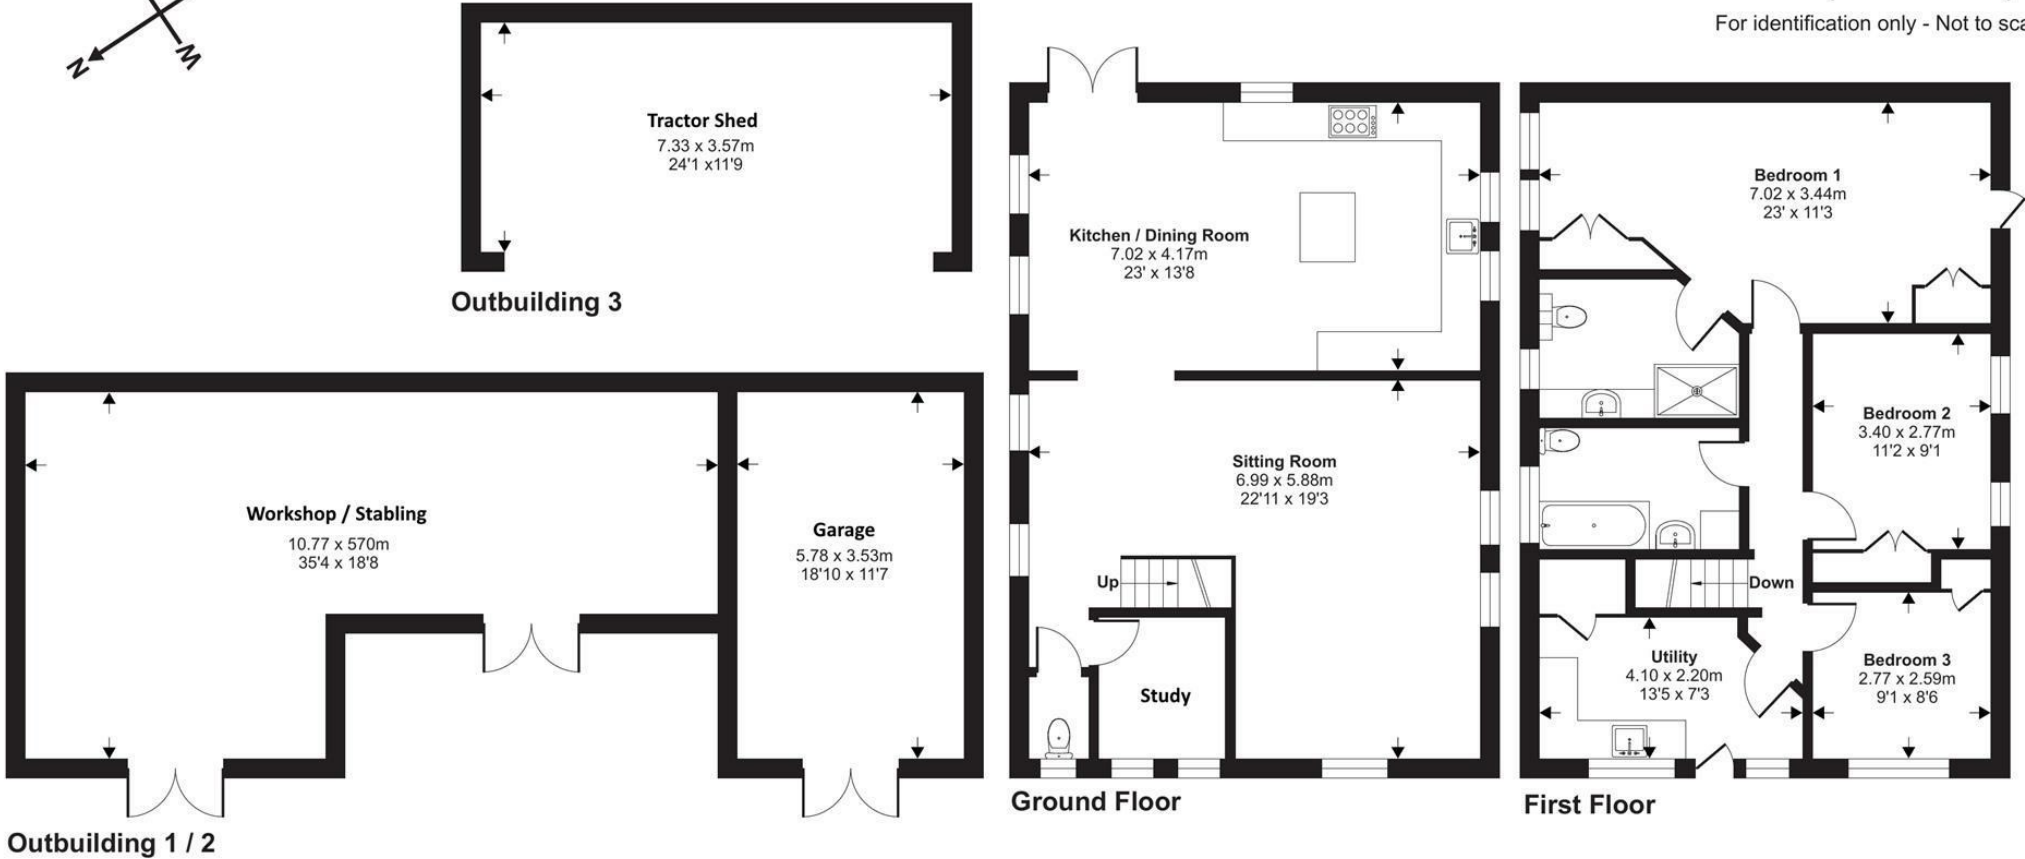 For identification only - Not to sca
N
W
Tractor Shed
7.33 x 3.57m
24'1 x11'9
Outbuilding 3
Workshop / Stabling
10.77 x 570m
35'4 x 18'8
Garage
5.78 x 3.53m
18'10 x 11'7
Outbuilding 1 / 2
Kitchen / Dining Room
7.02 x 4.17m
23' x 13'8
Sitting Room
6.99 x 5.88m
22'11 x 19'3
Up
Study
Ground Floor
Bedroom 1
7.02 x 3.44m
23' x 11'3
Bedroom 2
3.40 x 2.77m
11'2 x 9'1
Down
Utility
4.10 x 2.20m
13'5 x 7'3
Bedroom 3
2.77 x 2.59m
9'1 x 8'6
First Floor